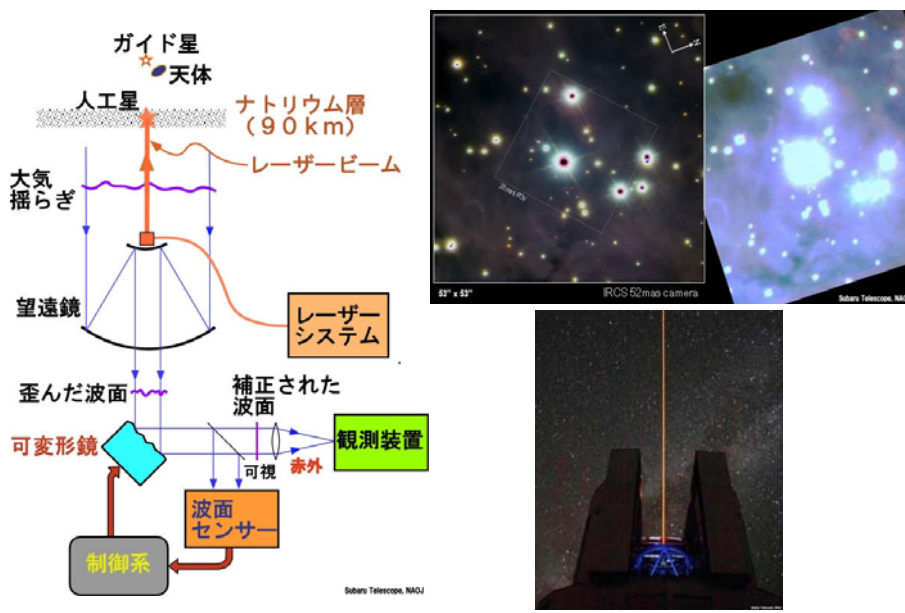 ガイド星
天体
人工星
ナトリウム層
（９０km）
レーザービーム
大気
揺らぎ
望遠鏡
レーザー
システム
歪んだ波面
補正された
波面
可変形鏡
可視
赤外
観測装置
波面
センサー
制御系
Subaru Telescope, NAOJ
E
N
53" x 53"
IRCS 52mas camera
Subaru Telescope, NAOJ